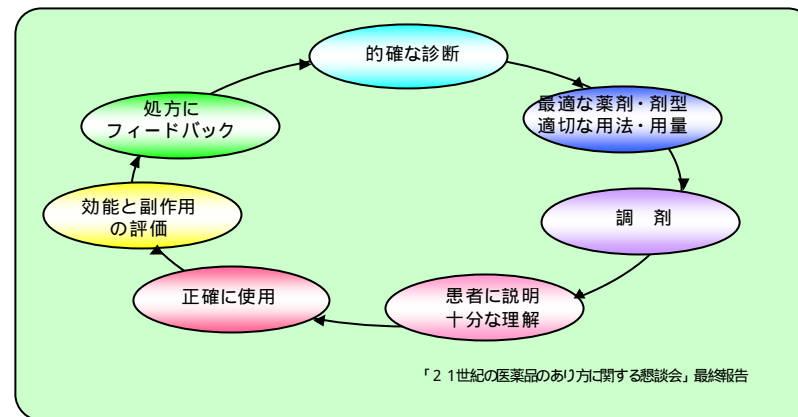 的確な診断
最適な薬剤・剤型
適切な用法・用量
調　剤
患者に説明
十分な理解
正確に使用
効能と副作用
の評価
処方に
フィードバック
「２１世紀の医薬品のあり方に関する懇談会」最終報告